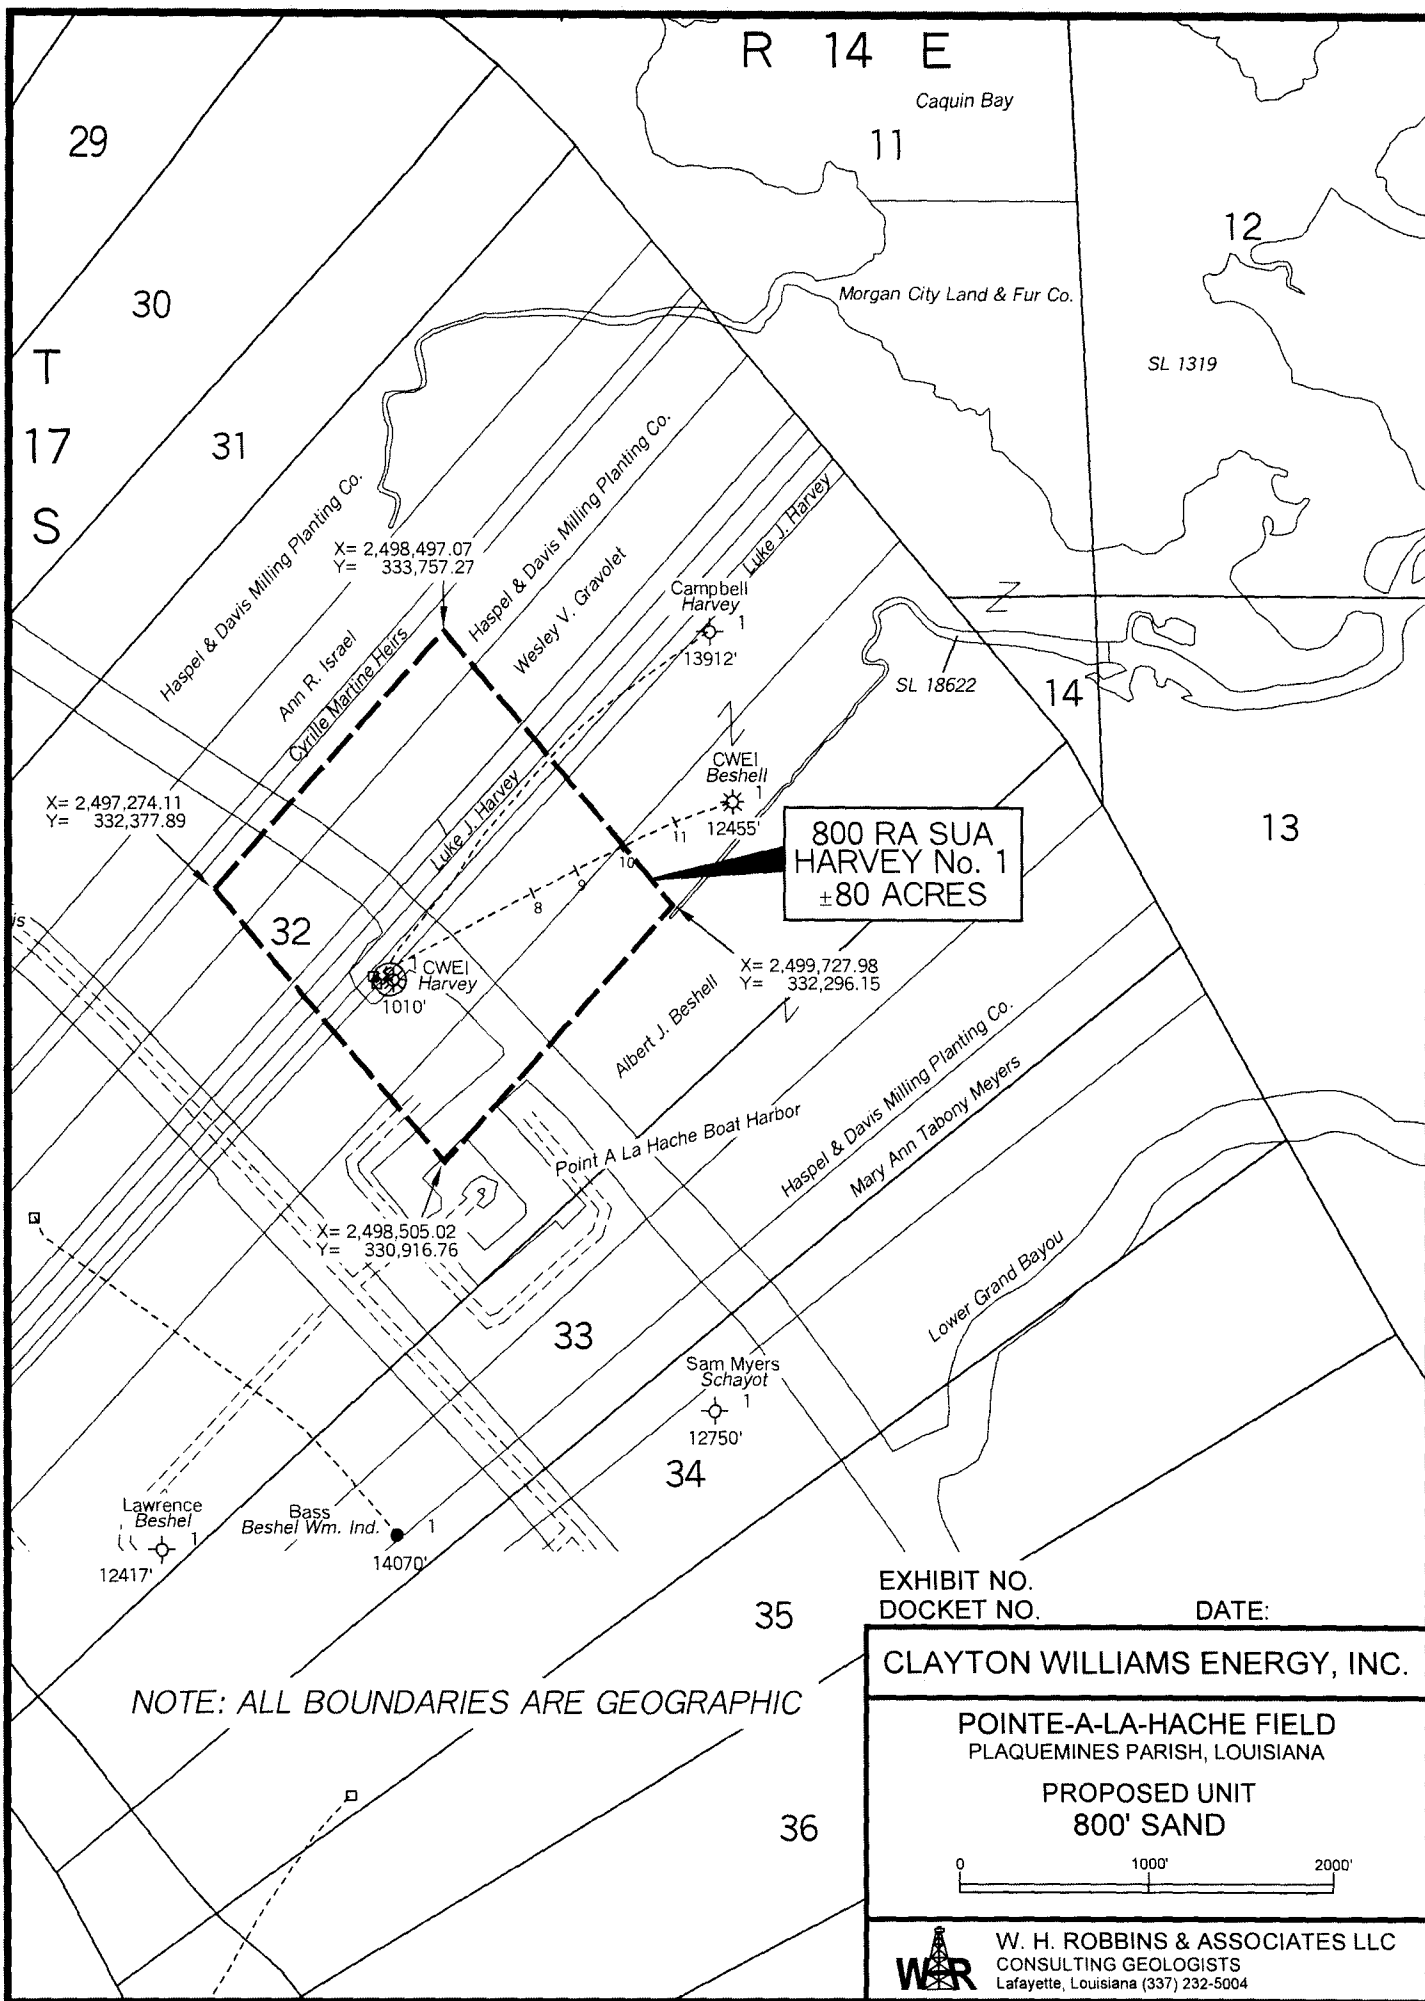 R 14 E
Caquin Bay
11
29
12
30
Morgan City Land & Fur Co.
T
17
S
SL 1319
31
Haspel & Davis Milling Planting Co.
Haspel & Davis Milling Planting Co.
Luke J. Harvey
X= 2,498,497.07
Y= 333,757.27
Wesley V. Gravolet
Campbell
Harvey
1
13912'
Ann R. Israel
Cyrille Martine Heirs
SL 18622
14
CWEI
Beshell
1
12455'
X= 2,497,274.11
Y= 332,377.89
Luke J. Harvey
11
10
9
8
800 RA SUA
HARVEY No. 1
±80 ACRES
13
is
32
1
CWEI
Harvey
1010'
X= 2,499,727.98
Y= 332,296.15
Albert J. Beshell
Haspel & Davis Milling Planting Co.
Mary Ann Tabony Meyers
Point A La Hache Boat Harbor
X= 2,498,505.02
Y= 330,916.76
Lower Grand Bayou
33
Sam Myers
Schayot
1
12750'
34
Lawrence
Beshel
1
12417'
Bass
Beshel Wm. Ind.
1
14070'
35
EXHIBIT NO.
DOCKET NO. DATE:
CLAYTON WILLIAMS ENERGY, INC.
NOTE: ALL BOUNDARIES ARE GEOGRAPHIC
POINTE-A-LA-HACHE FIELD
PLAQUEMINES PARISH, LOUISIANA
PROPOSED UNIT
800' SAND
36
0 1000' 2000'
WHR
W. H. ROBBINS & ASSOCIATES LLC
CONSULTING GEOLOGISTS
Lafayette, Louisiana (337) 232-5004